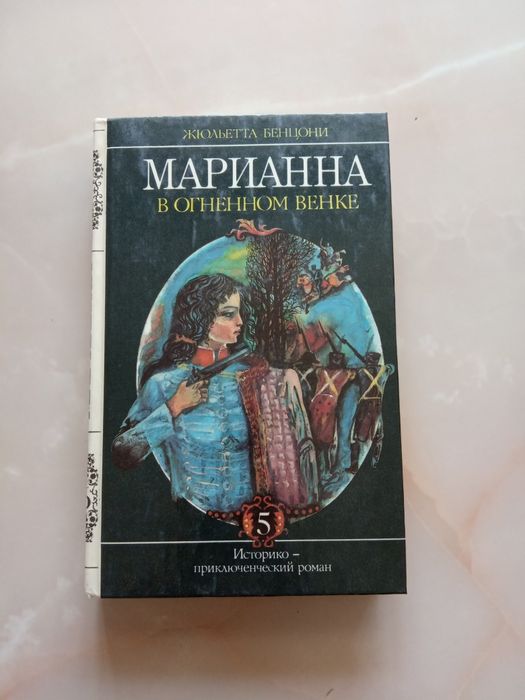 ЖЮЛЬЕТТА БЕНЦОНИ
МАРИАННА
В ОГНЕННОМ ВЕНКЕ
5
Историко –
приключенческий роман